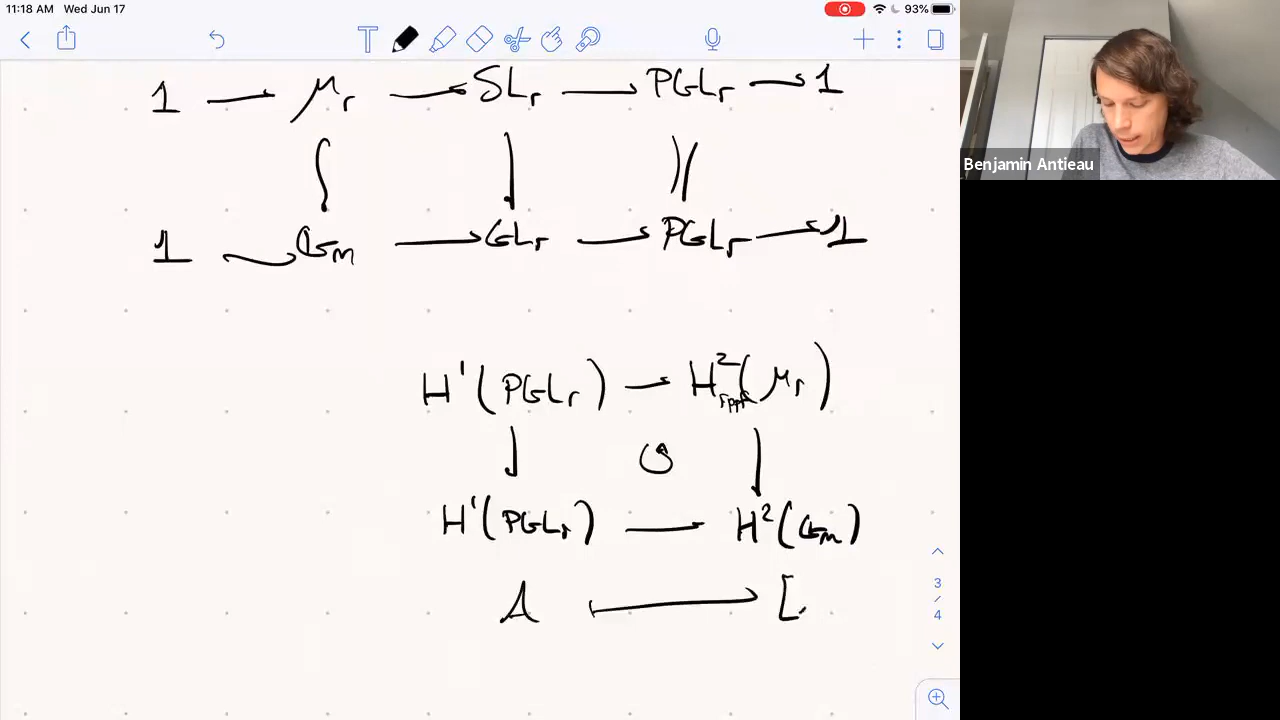 11:18 AM Wed Jun 17
93%
T
1 → μr → SLr → PGLr → 1
1 → Gm → GLr → PGLr → 1
H¹(PGLr) → H²fppf(μr)
H¹(PGLr) → H²(Gm)
A ↦ [
Benjamin Antieau
3
/
4